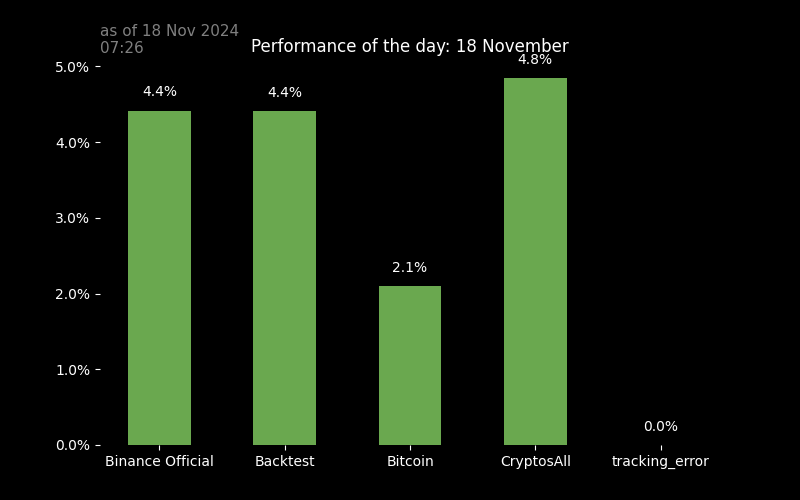 as of 18 Nov 2024
07:26
Performance of the day: 18 November
5.0%
4.0%
3.0%
2.0%
1.0%
0.0%
4.4%
4.4%
2.1%
4.8%
0.0%
Binance Official
Backtest
Bitcoin
CryptosAll
tracking_error